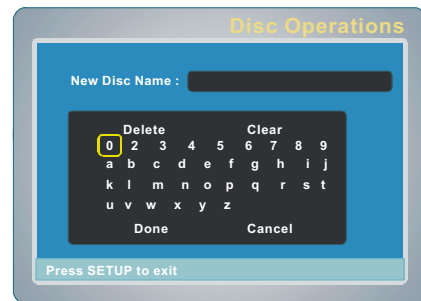 Disc Operations
New Disc Name :
Delete Clear
0 2 3 4 5 6 7 8 9
a b c d e f g h i j
k l m n o p q r s t
u v w x y z
Done Cancel
Press SETUP to exit